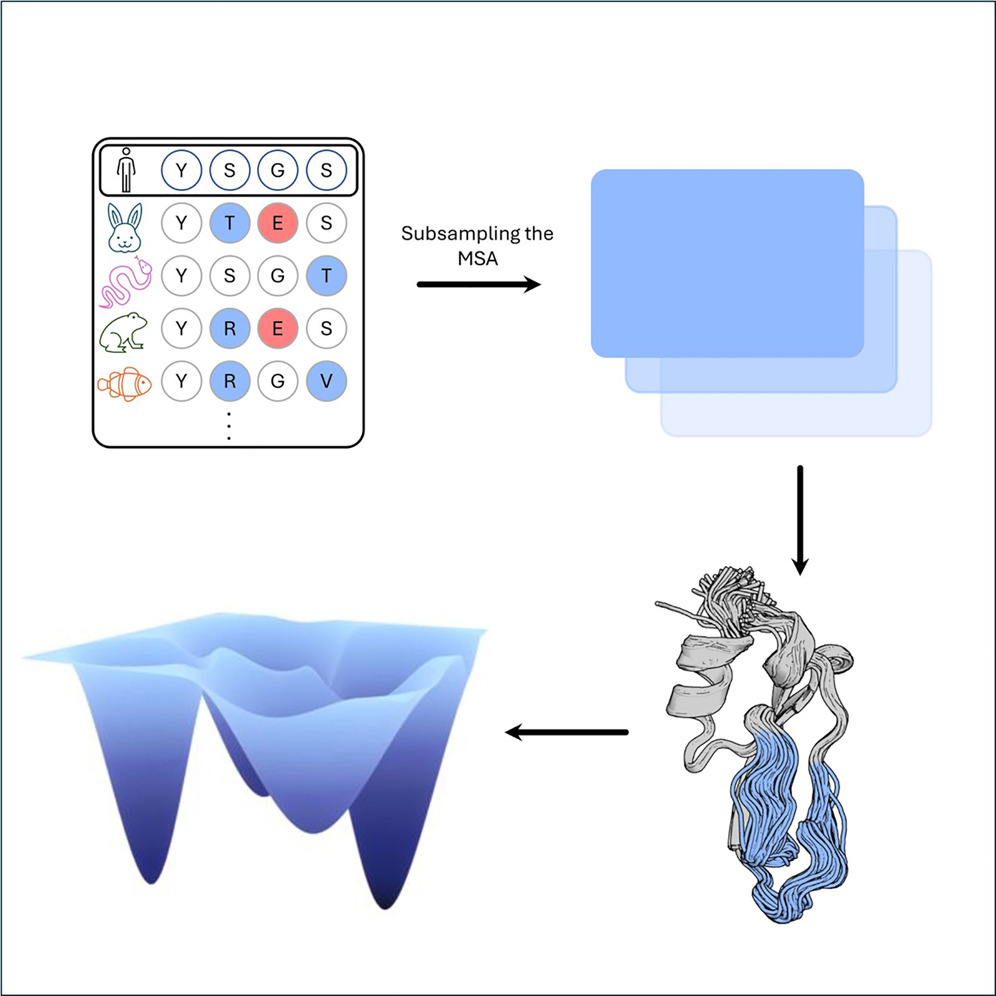 Y S G S
Y T E S
Y S G T
Y R E S
Y R G V
Subsampling the
MSA